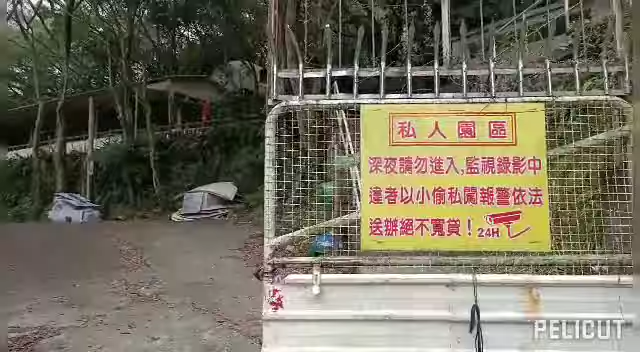 私人園區
深夜請勿進入,監視錄影中
違者以小偷私闖報警依法
送辦絕不寬貸!
24H
PELICUT